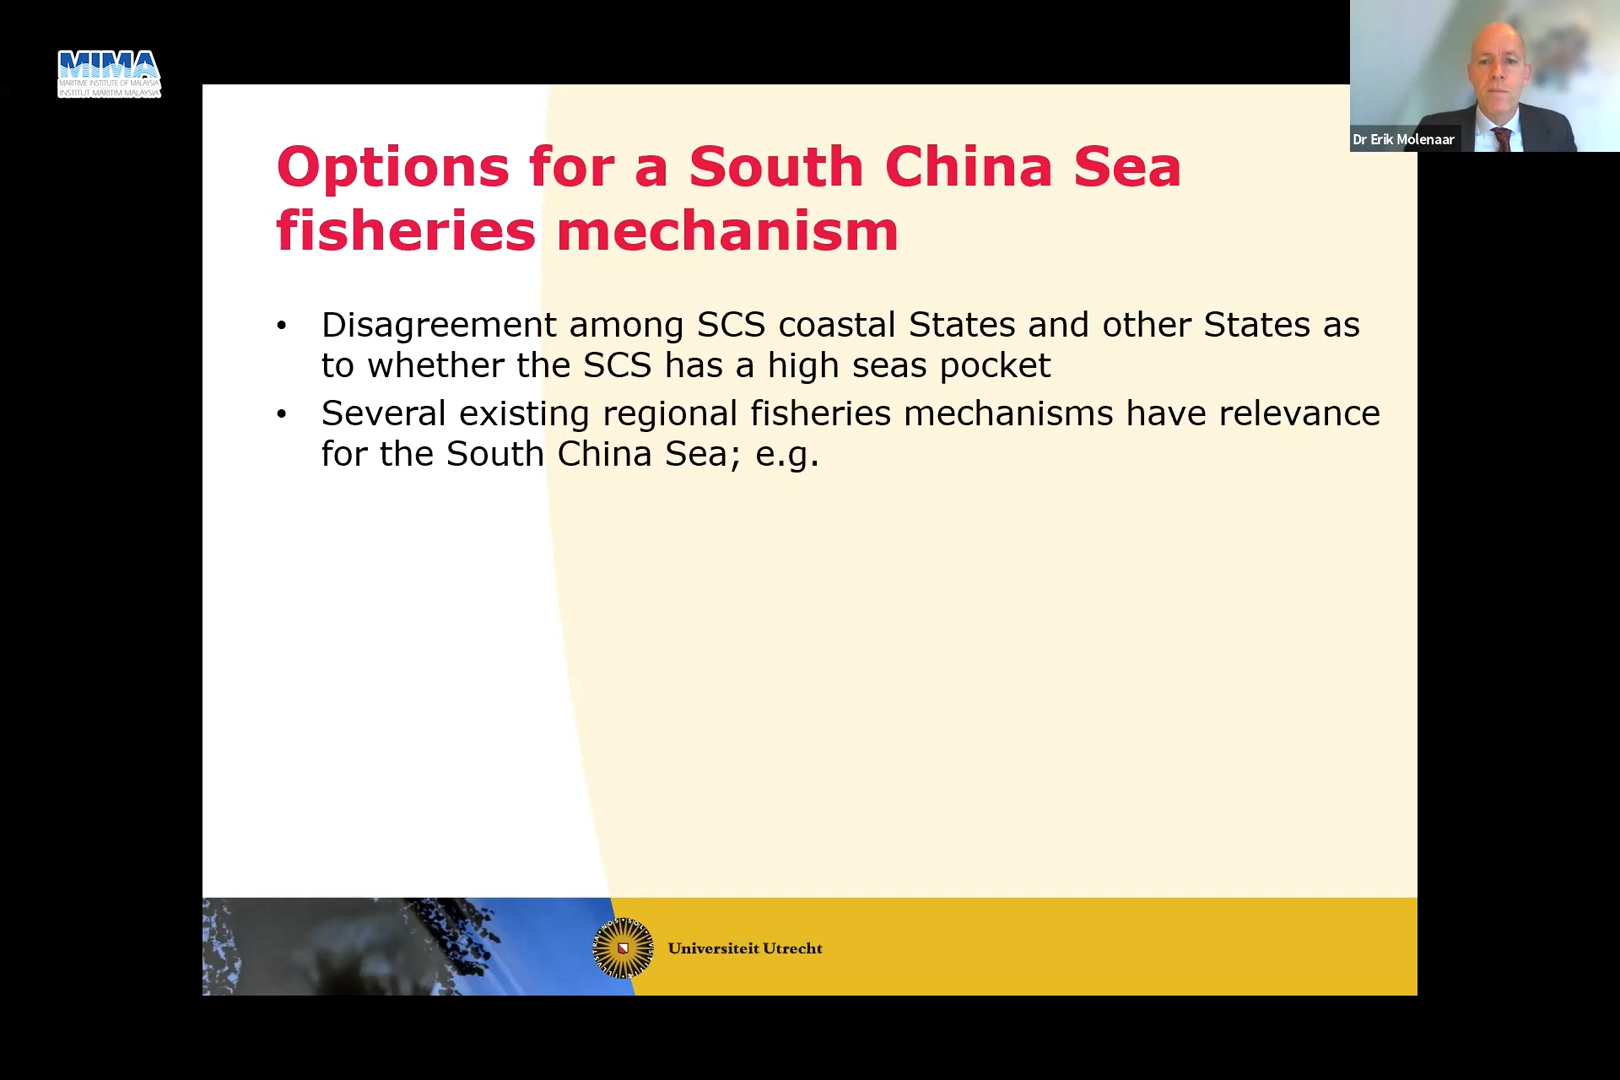 MIMA
MARITIME INSTITUTE OF MALAYSIA
INSTITUT MARITIM MALAYSIA
Dr Erik Molenaar
Options for a South China Sea
fisheries mechanism
• Disagreement among SCS coastal States and other States as
to whether the SCS has a high seas pocket
• Several existing regional fisheries mechanisms have relevance
for the South China Sea; e.g.
Universiteit Utrecht